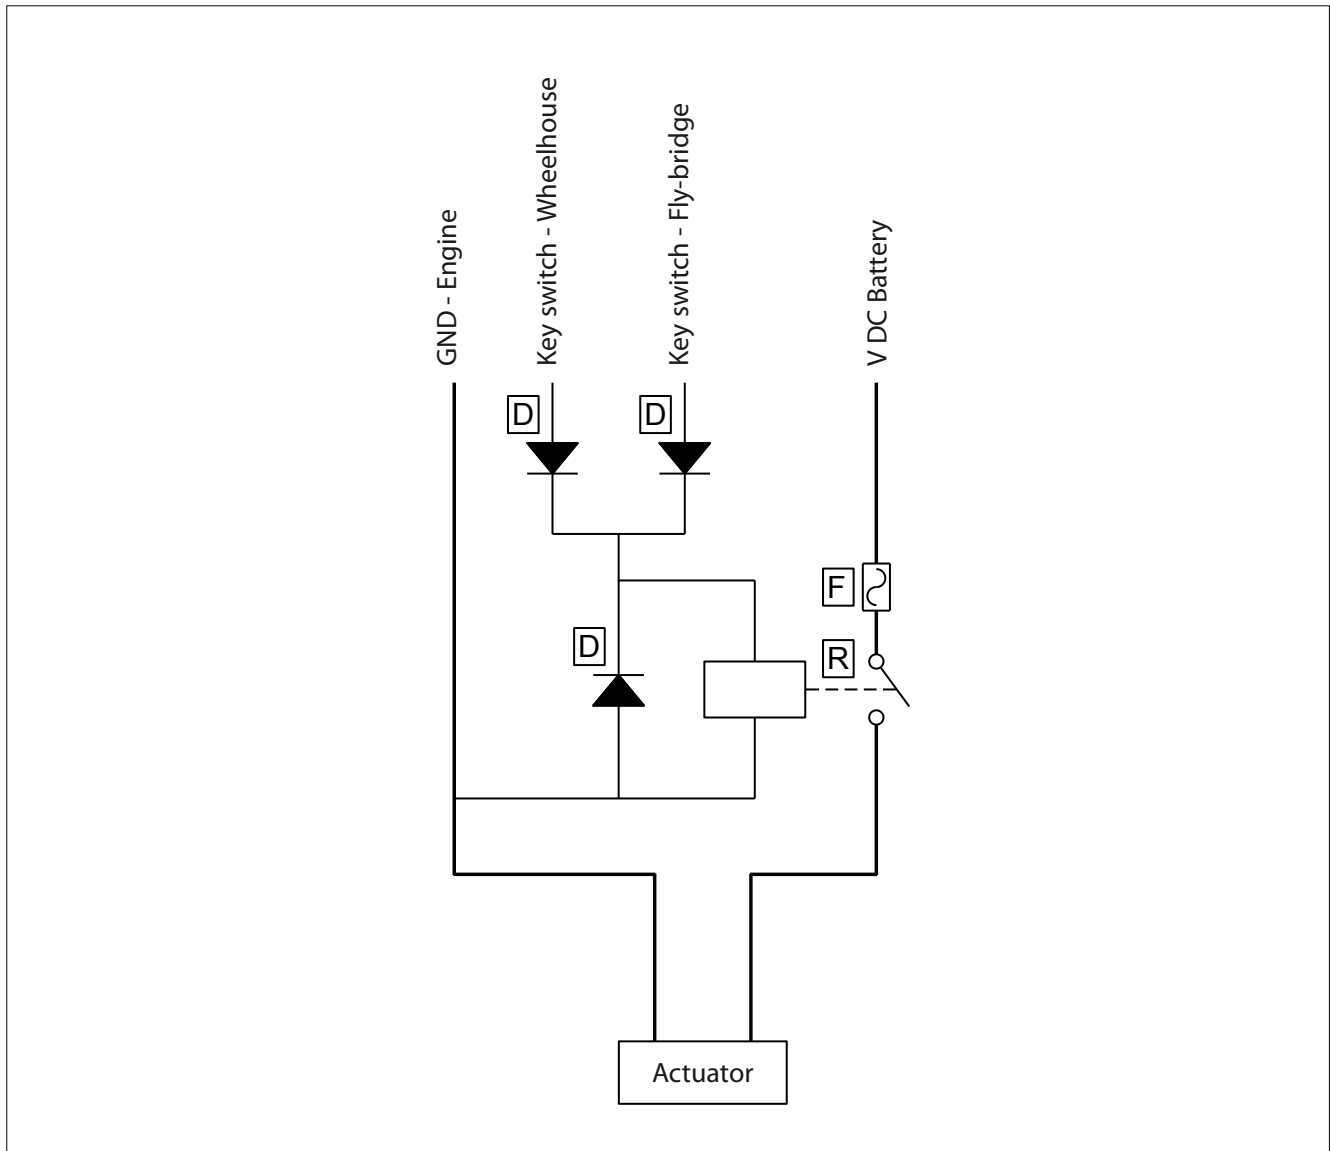 GND - Engine
Key switch - Wheelhouse
Key switch - Fly-bridge
V DC Battery
D
D
F
D
R
Actuator